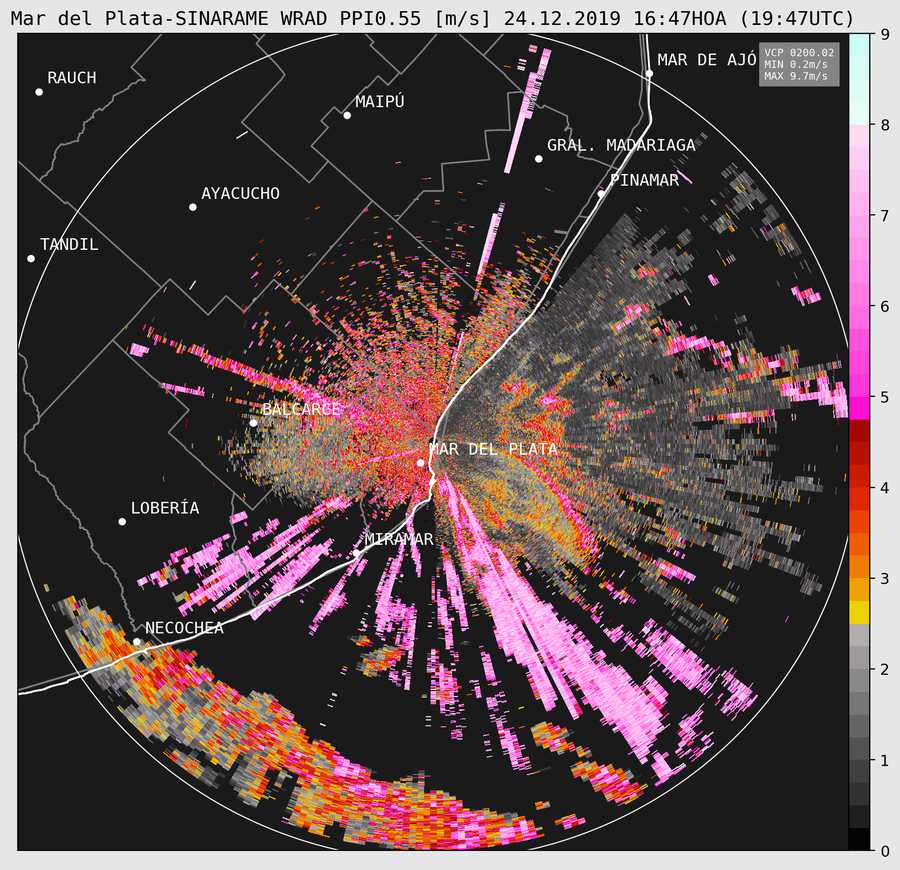 Mar del Plata-SINARAME WRAD PPI0.55 [m/s] 24.12.2019 16:47HOA (19:47UTC)
VCP 0200.02
MIN 0.2m/s
MAX 9.7m/s
MAR DE AJÓ
RAUCH
MAIPÚ
GRAL. MADARIAGA
PINAMAR
AYACUCHO
TANDIL
BALCARCE
MAR DEL PLATA
LOBERÍA
MIRAMAR
NECOCHEA
9
8
7
6
5
4
3
2
1
0